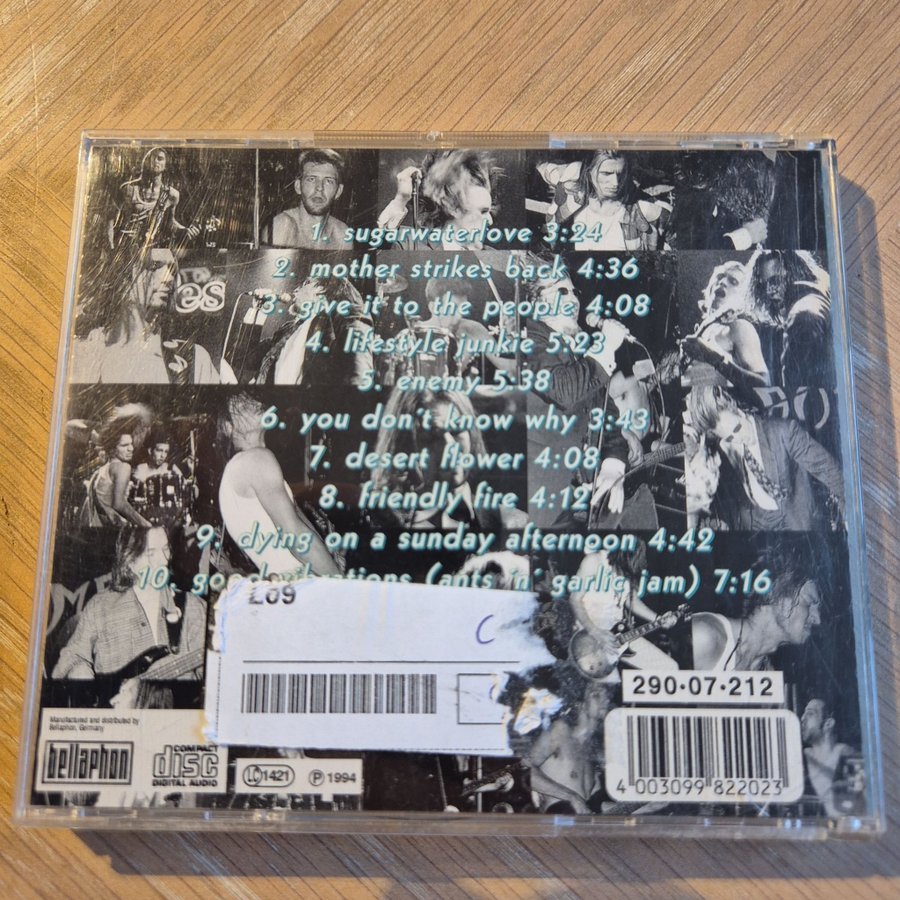 1. sugarwaterlove 3:24
2. mother strikes back 4:36
3. give it to the people 4:08
4. lifestyle junkie 5:23
5. enemy 5:38
6. you don't know why 3:43
7. desert flower 4:08
8. friendly fire 4:12
9. dying on a sunday afternoon 4:42
10. good vibrations (ants 'n' garlic jam) 7:16
L09
C
290·07·212
Manufactured and distributed by
Bellaphon, Germany
bellaphon
COMPACT
disc
DIGITAL AUDIO
LC 1421
P 1994
4 003099 822023